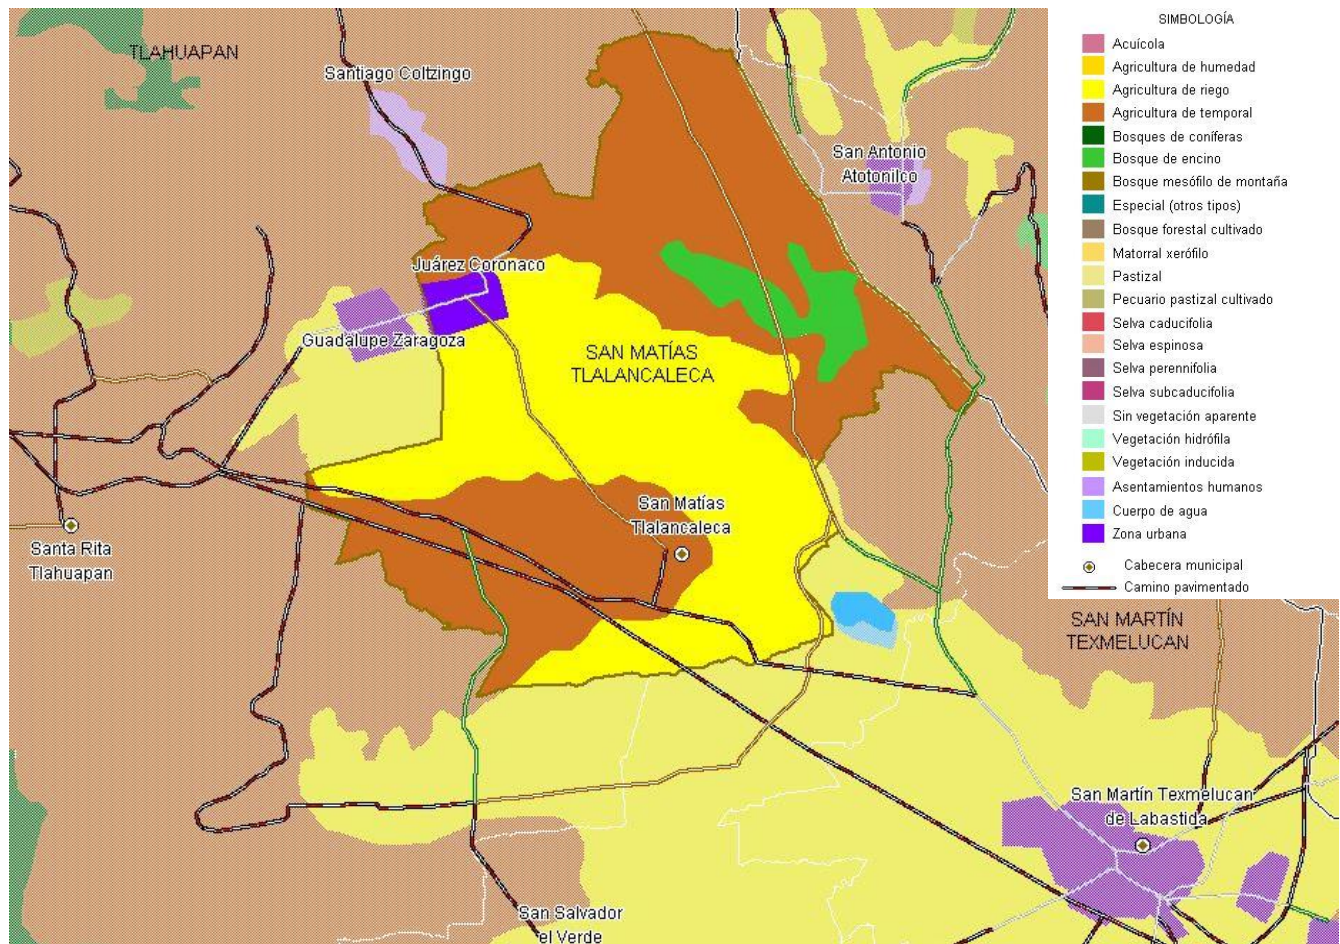 TLAHUAPAN
Santiago Coltzingo
San Antonio
Atotonilco
Juárez Coronaco
Guadalupe Zaragoza
SAN MATÍAS
TLALANCALECA
San Matías
Tlalancaleca
Santa Rita
Tlahuapan
SAN MARTÍN
TEXMELUCAN
San Martín Texmelucan
de Labastida
San Salvador
el Verde
SIMBOLOGÍA
Acuícola
Agricultura de humedad
Agricultura de riego
Agricultura de temporal
Bosques de coníferas
Bosque de encino
Bosque mesófilo de montaña
Especial (otros tipos)
Bosque forestal cultivado
Matorral xerófilo
Pastizal
Pecuario pastizal cultivado
Selva caducifolia
Selva espinosa
Selva perennifolia
Selva subcaducifolia
Sin vegetación aparente
Vegetación hidrófila
Vegetación inducida
Asentamientos humanos
Cuerpo de agua
Zona urbana
Cabecera municipal
Camino pavimentado